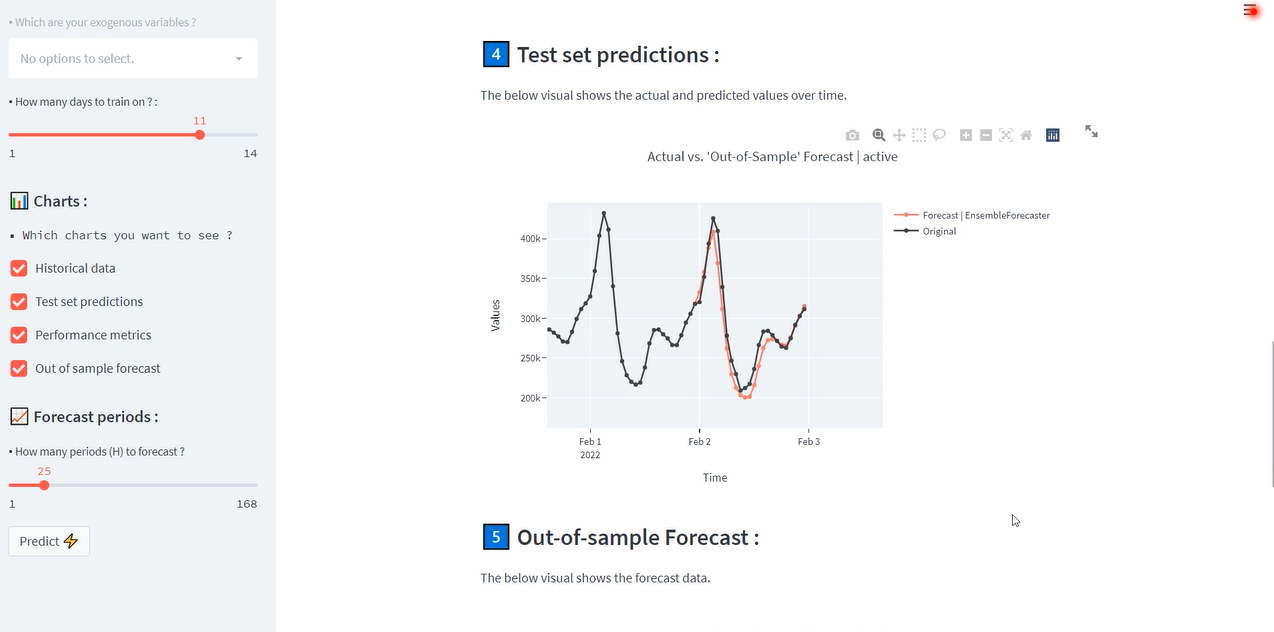 • Which are your exogenous variables ?
No options to select.
▪ How many days to train on ? :
11
1 14
Charts :
▪ Which charts you want to see ?
Historical data
Test set predictions
Performance metrics
Out of sample forecast
Forecast periods :
▪ How many periods (H) to forecast ?
25
1 168
Predict
4 Test set predictions :
The below visual shows the actual and predicted values over time.
Actual vs. 'Out-of-Sample' Forecast | active
Forecast | EnsembleForecaster
Original
400k
350k
300k
250k
200k
Values
Feb 1 Feb 2 Feb 3
2022
Time
5 Out-of-sample Forecast :
The below visual shows the forecast data.